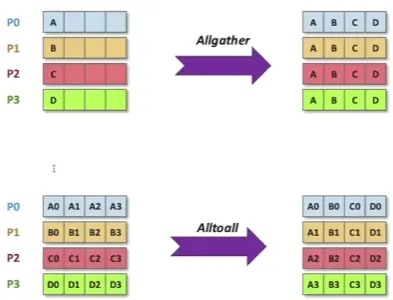 P0 A Allgather A B C D
P1 B A B C D
P2 C A B C D
P3 D A B C D
P0 A0 A1 A2 A3 Alltoall A0 B0 C0 D0
P1 B0 B1 B2 B3 A1 B1 C1 D1
P2 C0 C1 C2 C3 A2 B2 C2 D2
P3 D0 D1 D2 D3 A3 B3 C3 D3